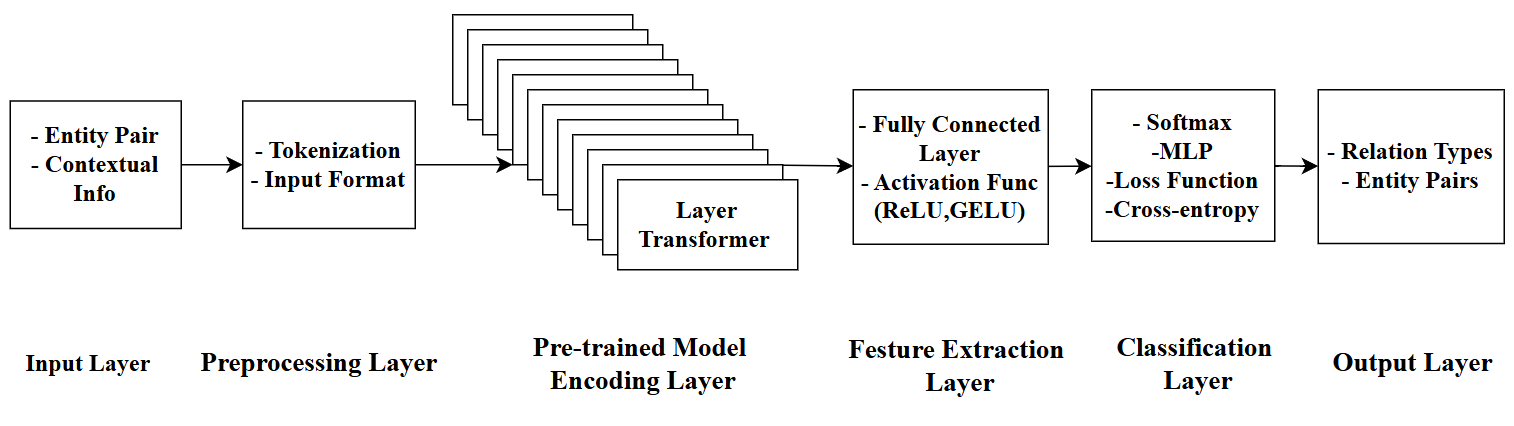 - Entity Pair
- Contextual
Info
- Tokenization
- Input Format
Layer
Transformer
- Fully Connected
Layer
- Activation Func
(ReLU,GELU)
- Softmax
-MLP
-Loss Function
-Cross-entropy
- Relation Types
- Entity Pairs
Input Layer
Preprocessing Layer
Pre-trained Model
Encoding Layer
Festure Extraction
Layer
Classification
Layer
Output Layer